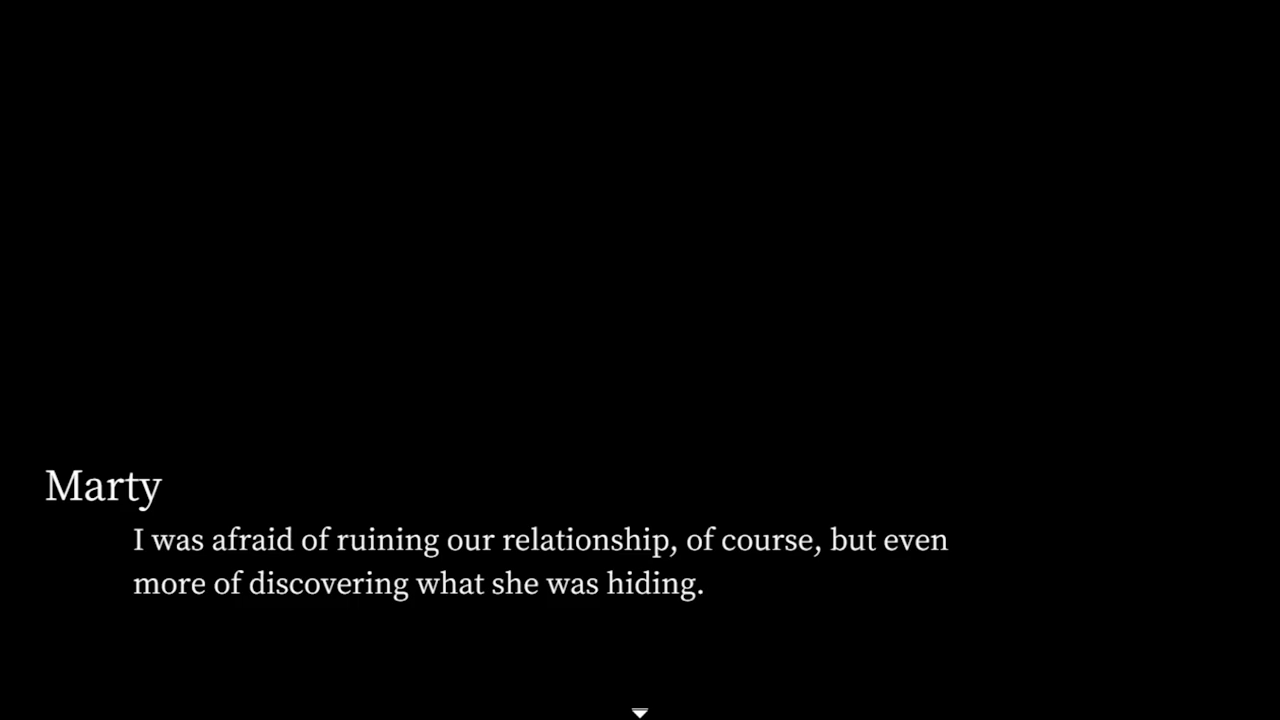 Marty
I was afraid of ruining our relationship, of course, but even
more of discovering what she was hiding.